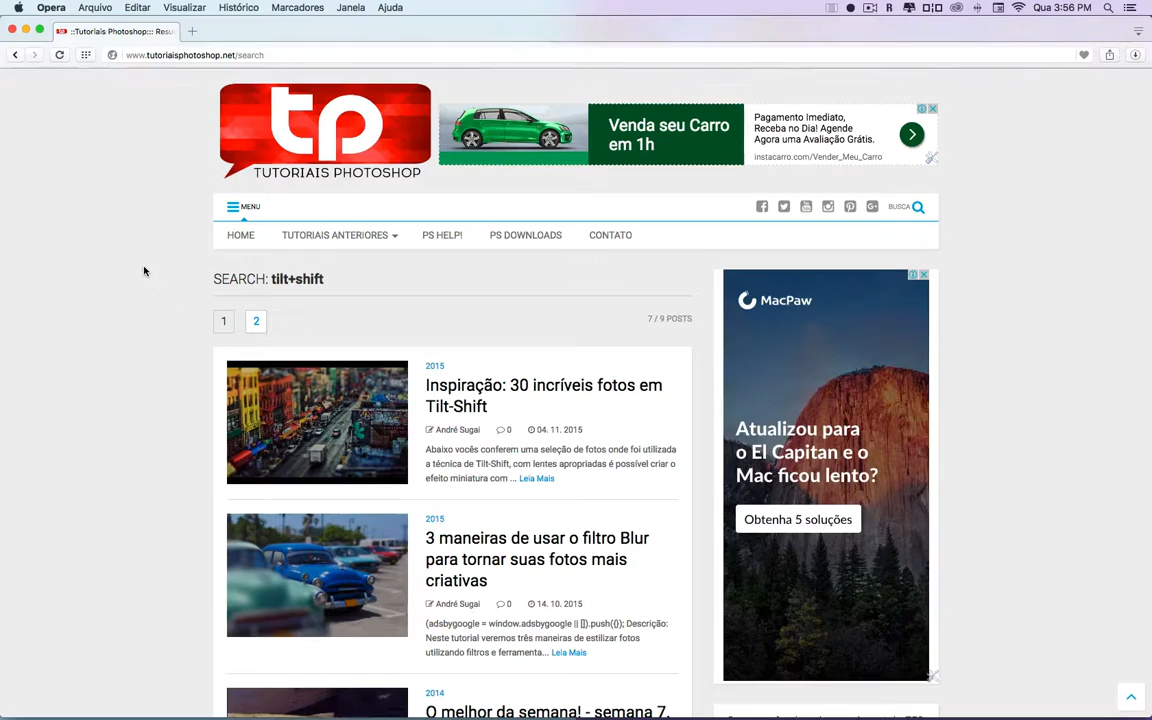 Opera Arquivo Editar Visualizar Histórico Marcadores Janela Ajuda
Qua 3:56 PM
::Tutoriais Photoshop::: Resu
www.tutoriaisphotoshop.net/search
tp
TUTORIAIS PHOTOSHOP
Venda seu Carro
em 1h
Pagamento Imediato,
Receba no Dia! Agende
Agora uma Avaliação Grátis.
instacarro.com/Vender_Meu_Carro
MENU
BUSCA
HOME TUTORIAIS ANTERIORES PS HELP! PS DOWNLOADS CONTATO
SEARCH: tilt+shift
1 2
7 / 9 POSTS
2015
Inspiração: 30 incríveis fotos em
Tilt-Shift
André Sugai 0 04. 11. 2015
Abaixo vocês conferem uma seleção de fotos onde foi utilizada
a técnica de Tilt-Shift, com lentes apropriadas é possível criar o
efeito miniatura com ... Leia Mais
2015
3 maneiras de usar o filtro Blur
para tornar suas fotos mais
criativas
André Sugai 0 14. 10. 2015
(adsbygoogle = window.adsbygoogle || []).push({}); Descrição:
Neste tutorial veremos três maneiras de estilizar fotos
utilizando filtros e ferramenta... Leia Mais
2014
O melhor da semana! - semana 7,
MacPaw
Atualizou para
o El Capitan e o
Mac ficou lento?
Obtenha 5 soluções